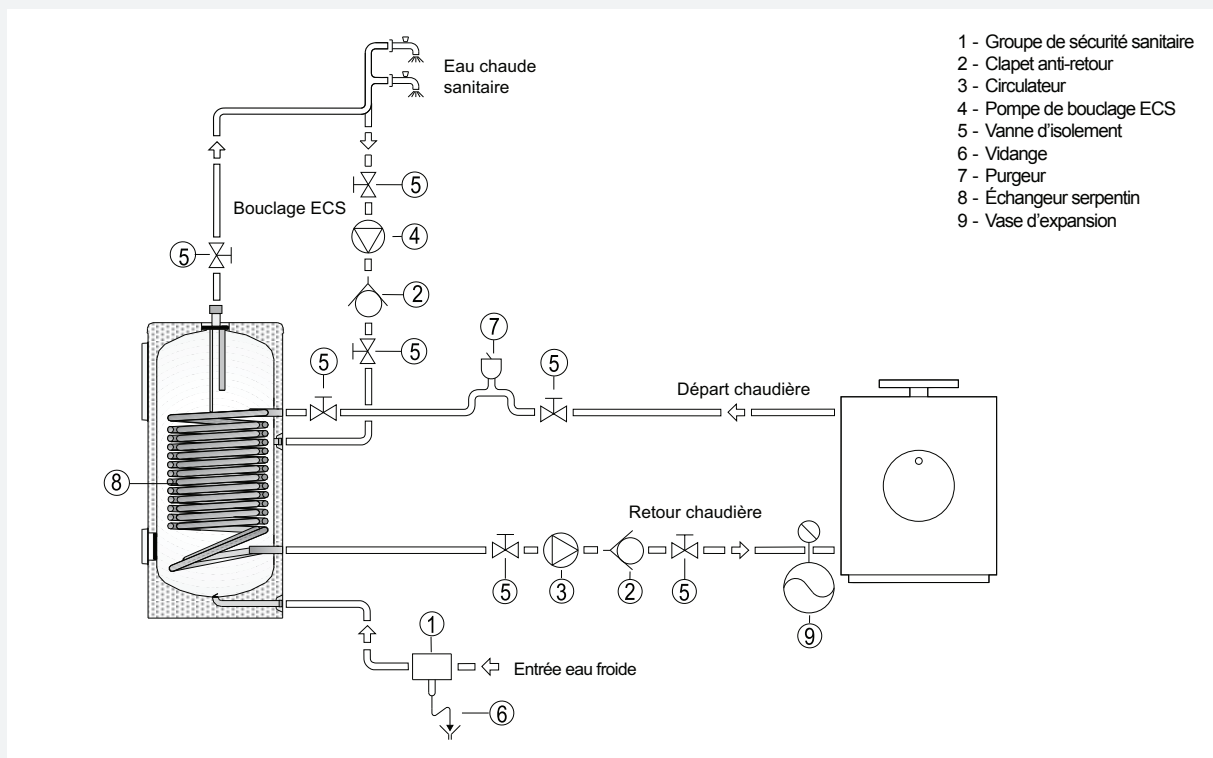 Eau chaude
sanitaire
1 - Groupe de sécurité sanitaire
2 - Clapet anti-retour
3 - Circulateur
4 - Pompe de bouclage ECS
5 - Vanne d'isolement
6 - Vidange
7 - Purgeur
8 - Échangeur serpentin
9 - Vase d'expansion
5
Bouclage ECS
4
5
2
7
5
5
5
Départ chaudière
8
Retour chaudière
5
3
2
5
9
1
Entrée eau froide
6